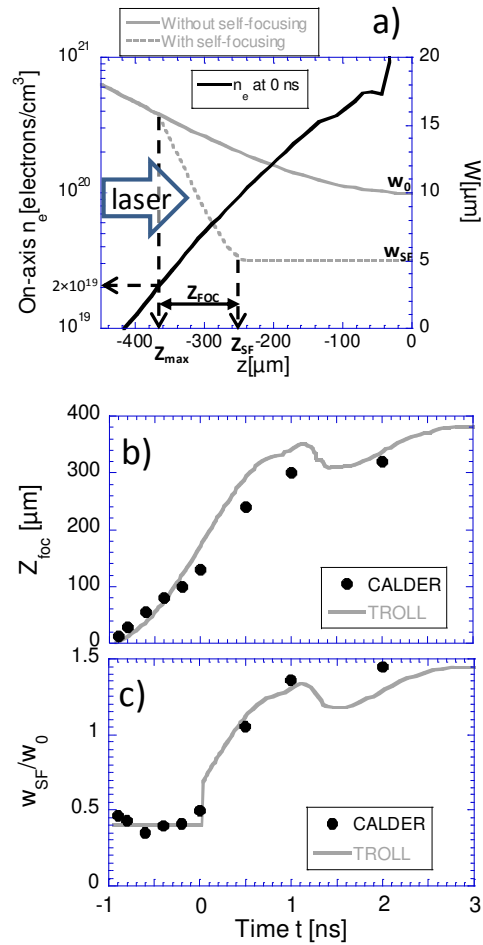 Without self-focusing
With self-focusing
a)
n_e at 0 ns
On-axis n_e[electrons/cm³]
10²¹
10²⁰
2×10¹⁹
10¹⁹
20
15
10
5
0
W[µm]
laser
w₀
w_SF
Z_FOC
-450
-400
-300
-200
-100
0
Z_max
Z_SF
z[µm]
b)
Z_foc [µm]
400
300
200
100
0
CALDER
TROLL
c)
w_SF/w₀
1.5
1
0.5
0
CALDER
TROLL
-1
0
1
2
3
Time t [ns]